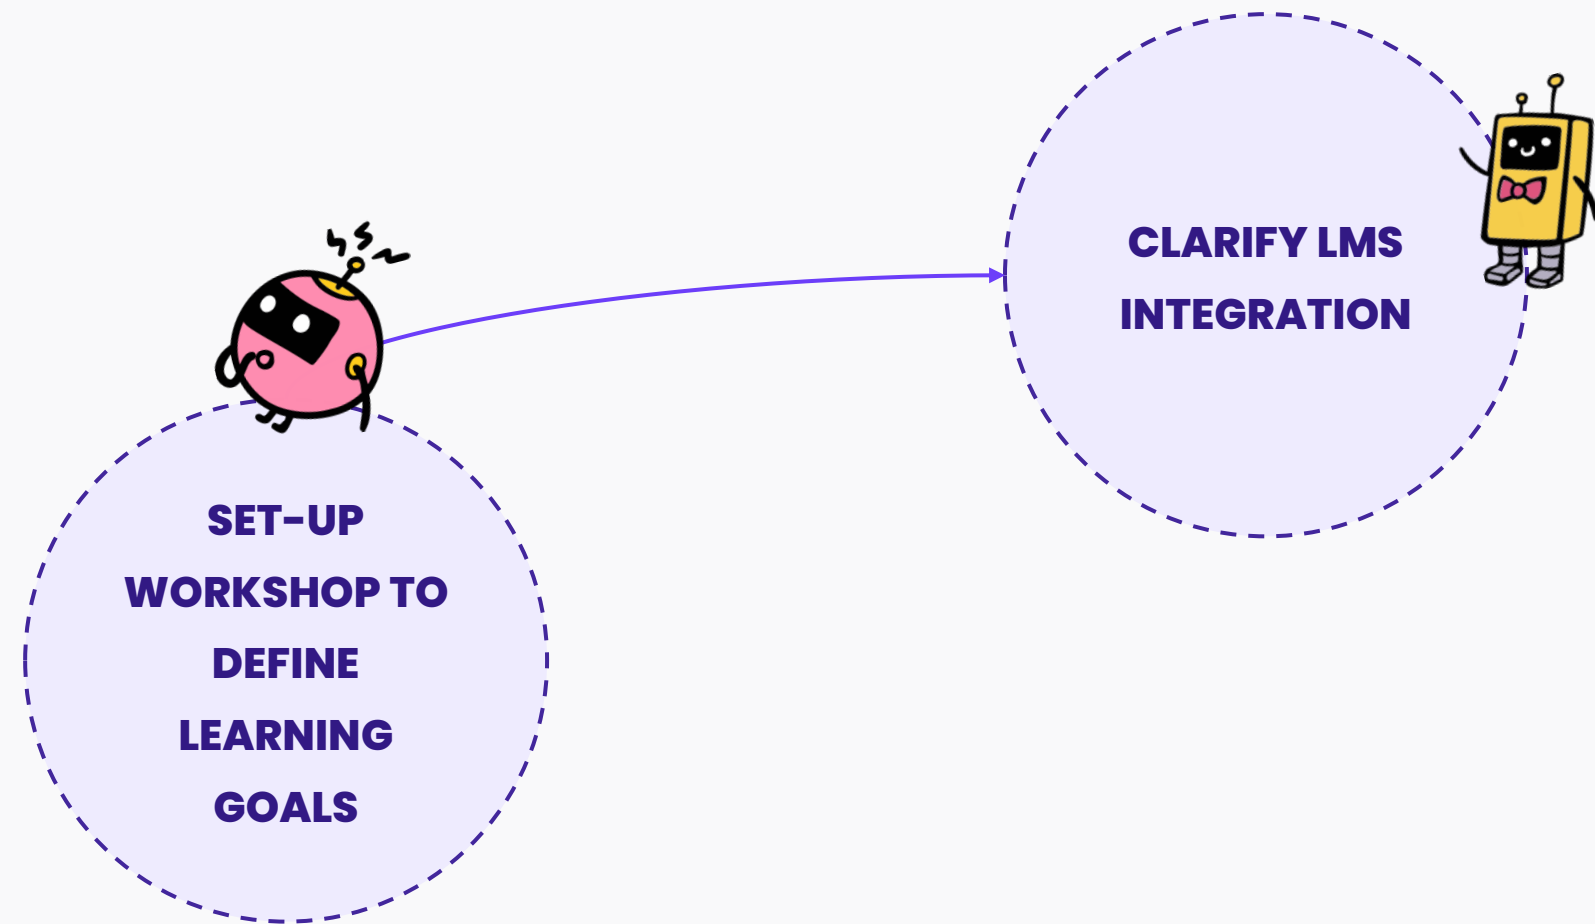 SET-UP
WORKSHOP TO
DEFINE
LEARNING
GOALS
CLARIFY LMS
INTEGRATION